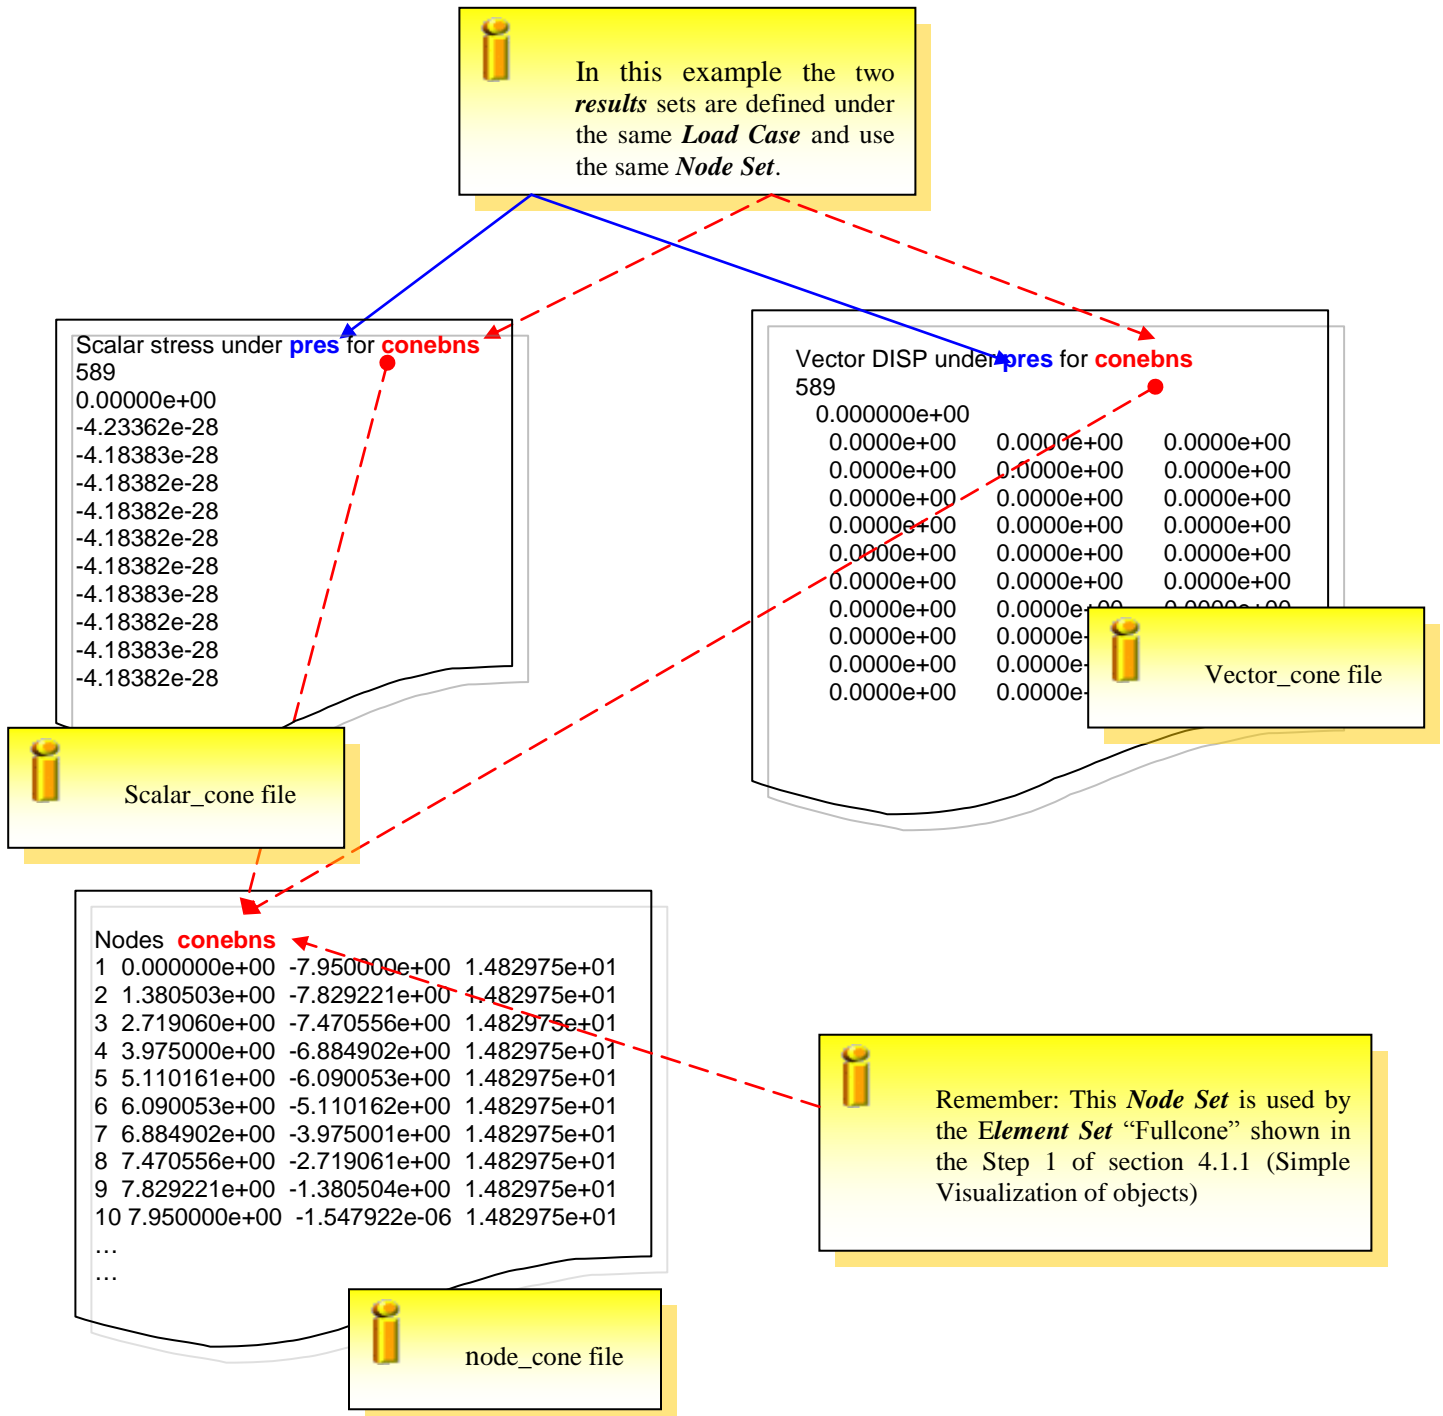 In this example the two
results sets are defined under
the same Load Case and use
the same Node Set.
Scalar stress under pres for conebns
589
0.00000e+00
-4.23362e-28
-4.18383e-28
-4.18382e-28
-4.18382e-28
-4.18382e-28
-4.18382e-28
-4.18383e-28
-4.18382e-28
-4.18383e-28
-4.18382e-28
Scalar_cone file
Vector DISP under pres for conebns
589
0.000000e+00
0.0000e+00 0.0000e+00 0.0000e+00
0.0000e+00 0.0000e+00 0.0000e+00
0.0000e+00 0.0000e+00 0.0000e+00
0.0000e+00 0.0000e+00 0.0000e+00
0.0000e+00 0.0000e+00 0.0000e+00
0.0000e+00 0.0000e+00 0.0000e+00
0.0000e+00 0.0000e+00 0.0000e+00
0.0000e+00 0.0000e
0.0000e+00 0.0000e
0.0000e+00 0.0000e
Vector_cone file
Nodes conebns
1 0.000000e+00 -7.950000e+00 1.482975e+01
2 1.380503e+00 -7.829221e+00 1.482975e+01
3 2.719060e+00 -7.470556e+00 1.482975e+01
4 3.975000e+00 -6.884902e+00 1.482975e+01
5 5.110161e+00 -6.090053e+00 1.482975e+01
6 6.090053e+00 -5.110162e+00 1.482975e+01
7 6.884902e+00 -3.975001e+00 1.482975e+01
8 7.470556e+00 -2.719061e+00 1.482975e+01
9 7.829221e+00 -1.380504e+00 1.482975e+01
10 7.950000e+00 -1.547922e-06 1.482975e+01
…
…
node_cone file
Remember: This Node Set is used by
the Element Set “Fullcone” shown in
the Step 1 of section 4.1.1 (Simple
Visualization of objects)